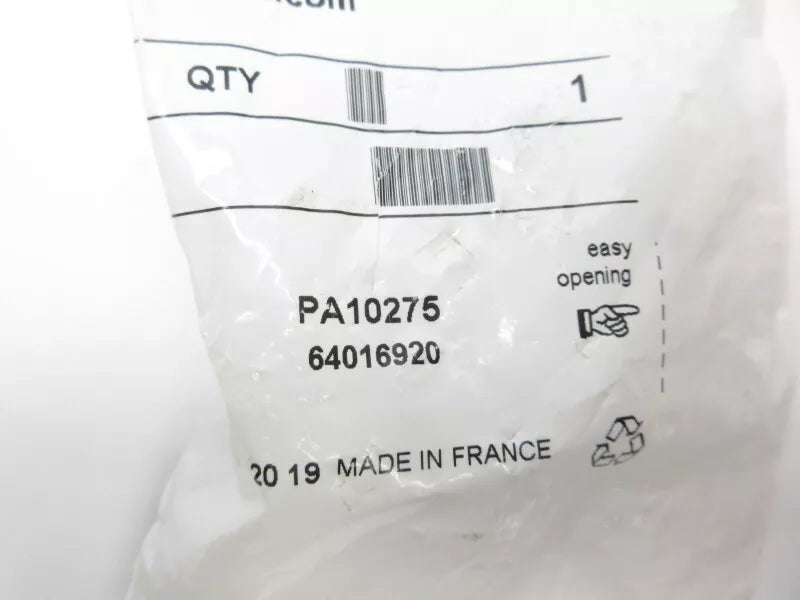 QTY 1
easy
opening
PA10275
64016920
20 19 MADE IN FRANCE